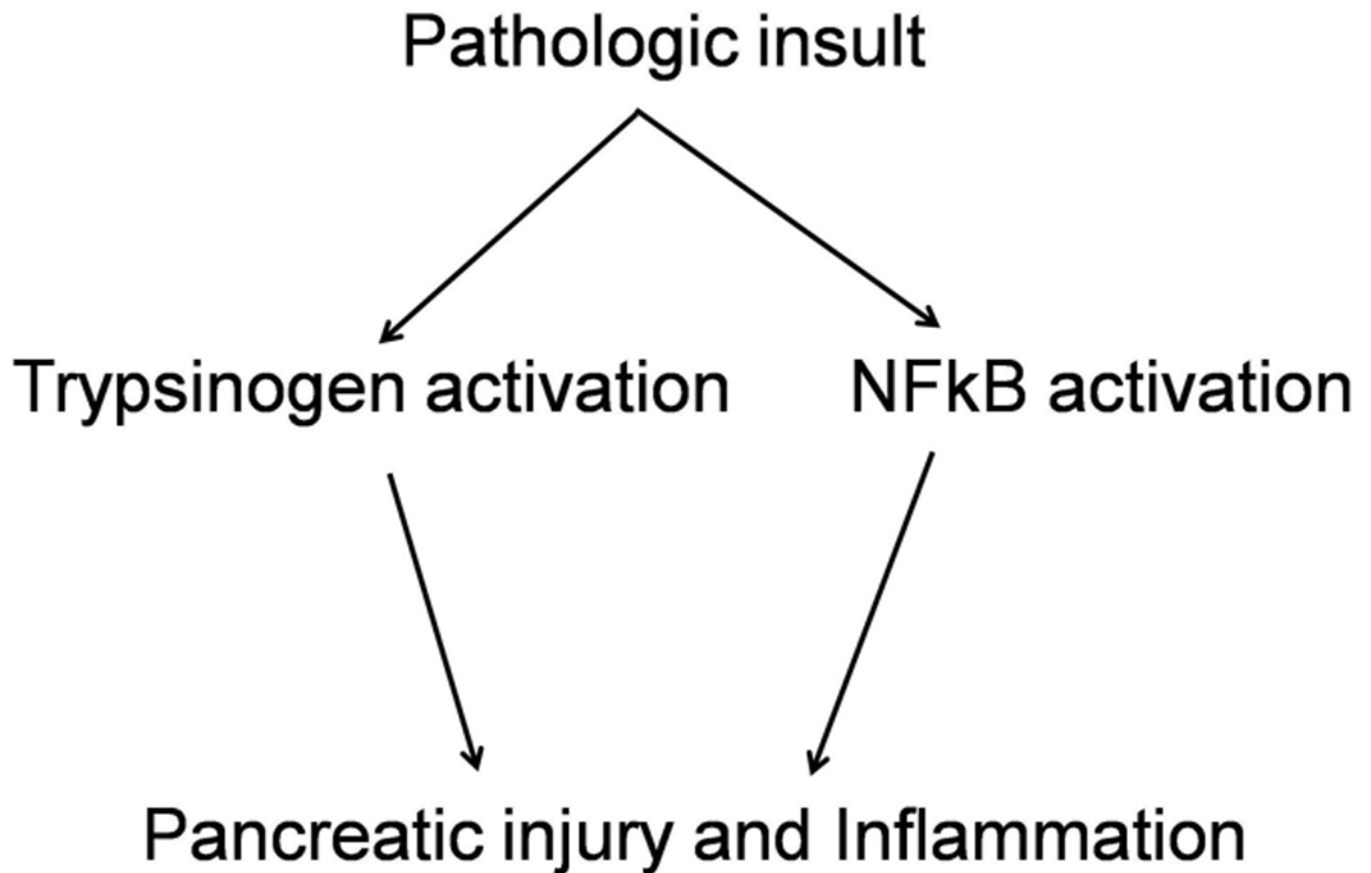 Pathologic insult
Trypsinogen activation
NFkB activation
Pancreatic injury and Inflammation